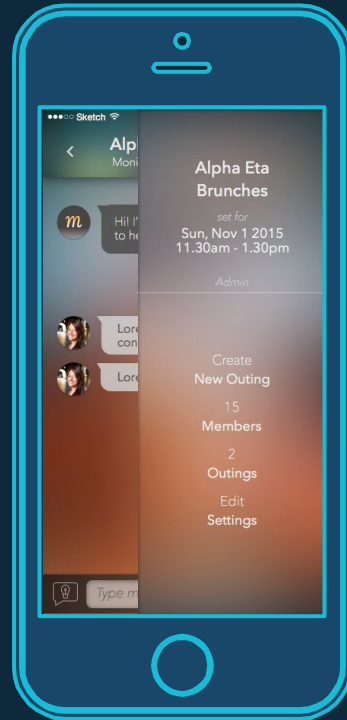 Sketch
Alp
Moni
m
Hi! I'
to he
Lore
con
Lore
Type m
Alpha Eta
Brunches
set for
Sun, Nov 1 2015
11.30am - 1.30pm
Admin
Create
New Outing
15
Members
2
Outings
Edit
Settings